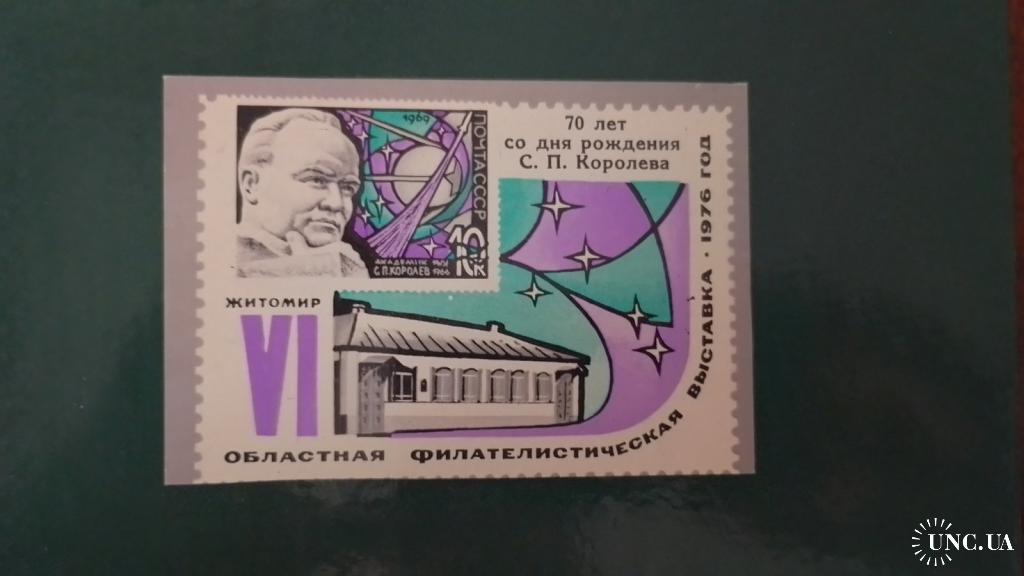 1969
ПОЧТА СССР
10 К
АКАДЕМИК 1907
С.П.КОРОЛЕВ 1966
70 лет
со дня рождения
С. П. Королева
ЖИТОМИР
VI
ОБЛАСТНАЯ ФИЛАТЕЛИСТИЧЕСКАЯ ВЫСТАВКА · 1976 ГОД
UNC.UA